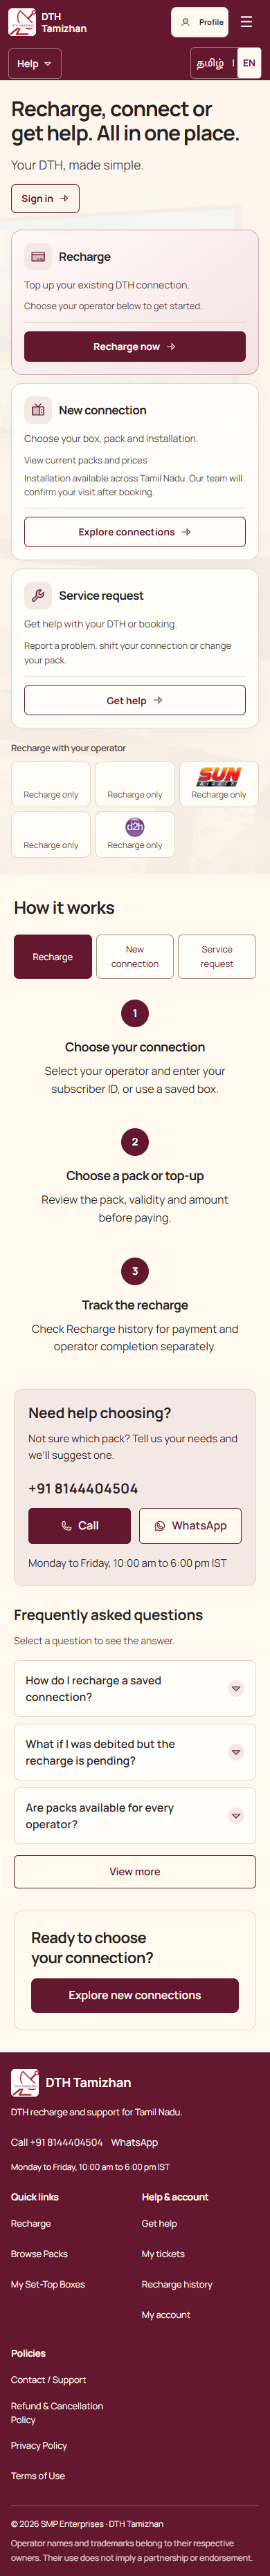 DTH
Tamizhan
Profile
Help
தமிழ் | EN
Recharge, connect or
get help. All in one place.
Your DTH, made simple.
Sign in
Recharge
Top up your existing DTH connection.
Choose your operator below to get started.
Recharge now
New connection
Choose your box, pack and installation.
View current packs and prices
Installation available across Tamil Nadu. Our team will
confirm your visit after booking.
Explore connections
Service request
Get help with your DTH or booking.
Report a problem, shift your connection or change
your pack.
Get help
Recharge with your operator
SUN
Recharge only
Recharge only
Recharge only
d2h
Recharge only
Recharge only
How it works
Recharge
New
connection
Service
request
1
Choose your connection
Select your operator and enter your
subscriber ID, or use a saved box.
2
Choose a pack or top-up
Review the pack, validity and amount
before paying.
3
Track the recharge
Check Recharge history for payment and
operator completion separately.
Need help choosing?
Not sure which pack? Tell us your needs and
we'll suggest one.
+91 8144404504
Call
WhatsApp
Monday to Friday, 10:00 am to 6:00 pm IST
Frequently asked questions
Select a question to see the answer.
How do I recharge a saved
connection?
What if I was debited but the
recharge is pending?
Are packs available for every
operator?
View more
Ready to choose
your connection?
Explore new connections
DTH Tamizhan
DTH recharge and support for Tamil Nadu.
Call +91 8144404504 WhatsApp
Monday to Friday, 10:00 am to 6:00 pm IST
Quick links
Recharge
Browse Packs
My Set-Top Boxes
Help & account
Get help
My tickets
Recharge history
My account
Policies
Contact / Support
Refund & Cancellation
Policy
Privacy Policy
Terms of Use
© 2026 SMP Enterprises · DTH Tamizhan
Operator names and trademarks belong to their respective
owners. Their use does not imply a partnership or endorsement.